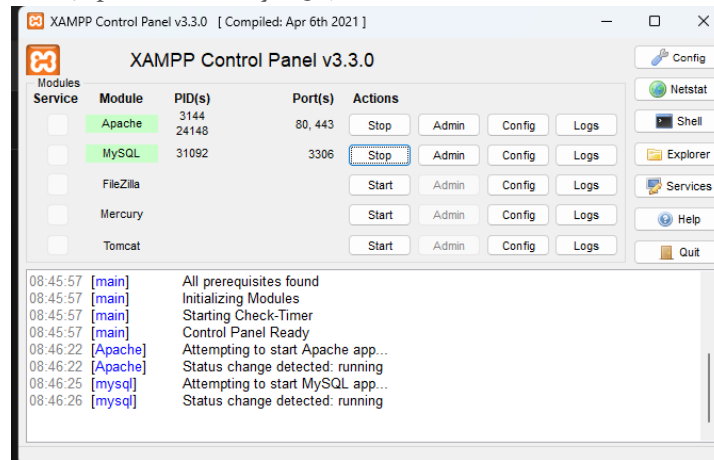 XAMPP Control Panel v3.3.0 [ Compiled: Apr 6th 2021 ]
XAMPP Control Panel v3.3.0
Config
Modules
Netstat
Service Module PID(s) Port(s) Actions
Apache 3144 24148 80, 443 Stop Admin Config Logs
Shell
MySQL 31092 3306 Stop Admin Config Logs
Explorer
FileZilla Start Admin Config Logs
Services
Mercury Start Admin Config Logs
Help
Tomcat Start Admin Config Logs
Quit
08:45:57 [main] All prerequisites found
08:45:57 [main] Initializing Modules
08:45:57 [main] Starting Check-Timer
08:45:57 [main] Control Panel Ready
08:46:22 [Apache] Attempting to start Apache app...
08:46:22 [Apache] Status change detected: running
08:46:25 [mysql] Attempting to start MySQL app...
08:46:26 [mysql] Status change detected: running